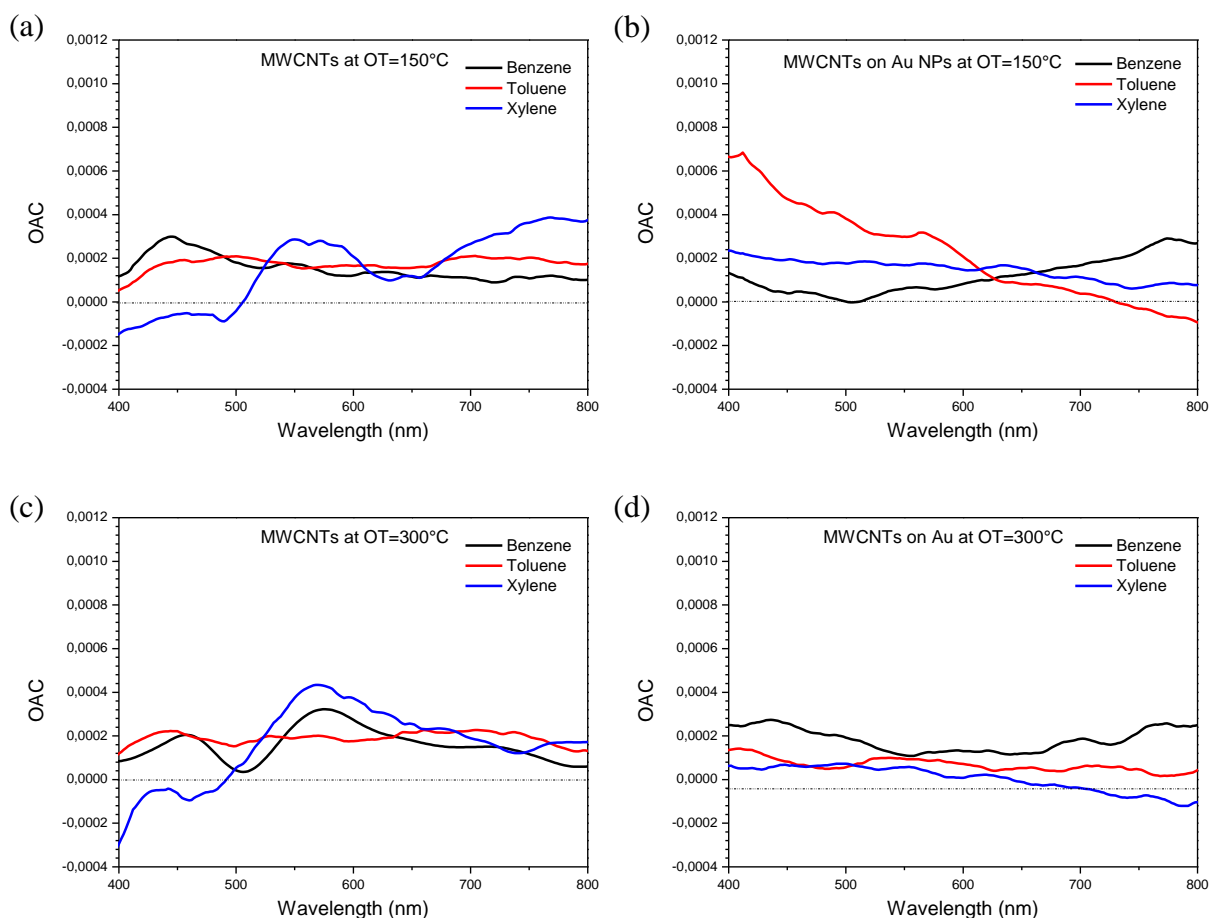 (a)
0,0012
0,0010
0,0008
0,0006
0,0004
0,0002
0,0000
-0,0002
-0,0004
OAC
MWCNTs at OT=150°C
Benzene
Toluene
Xylene
400 500 600 700 800
Wavelength (nm)
(b)
0,0012
0,0010
0,0008
0,0006
0,0004
0,0002
0,0000
-0,0002
-0,0004
OAC
MWCNTs on Au NPs at OT=150°C
Benzene
Toluene
Xylene
400 500 600 700 800
Wavelength (nm)
(c)
0,0012
0,0010
0,0008
0,0006
0,0004
0,0002
0,0000
-0,0002
-0,0004
OAC
MWCNTs at OT=300°C
Benzene
Toluene
Xylene
400 500 600 700 800
Wavelength (nm)
(d)
0,0012
0,0010
0,0008
0,0006
0,0004
0,0002
0,0000
-0,0002
-0,0004
OAC
MWCNTs on Au at OT=300°C
Benzene
Toluene
Xylene
400 500 600 700 800
Wavelength (nm)